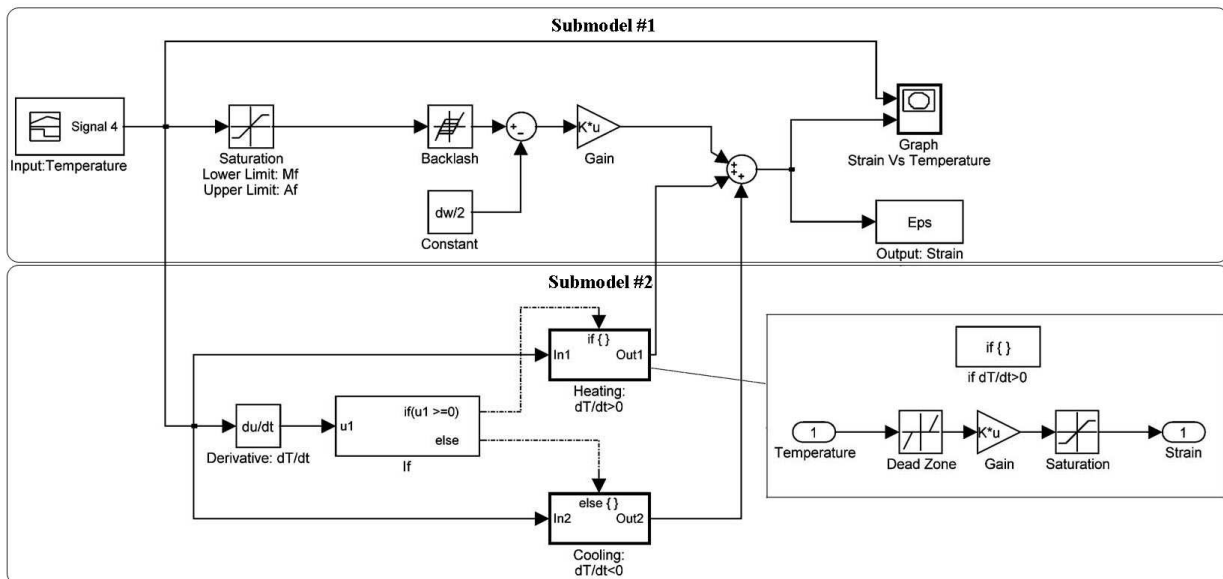 Submodel #1
Signal 4
Input:Temperature
Saturation
Lower Limit: Mf
Upper Limit: Af
Backlash
+
−
K*u
Gain
dw/2
Constant
+
+
+
Graph
Strain Vs Temperature
Eps
Output: Strain
Submodel #2
if { }
In1
Out1
Heating:
dT/dt>0
du/dt
Derivative: dT/dt
u1
if(u1 >=0)
else
If
else { }
In2
Out2
Cooling:
dT/dt<0
if { }
if dT/dt>0
1
Temperature
Dead Zone
K*u
Gain
Saturation
1
Strain